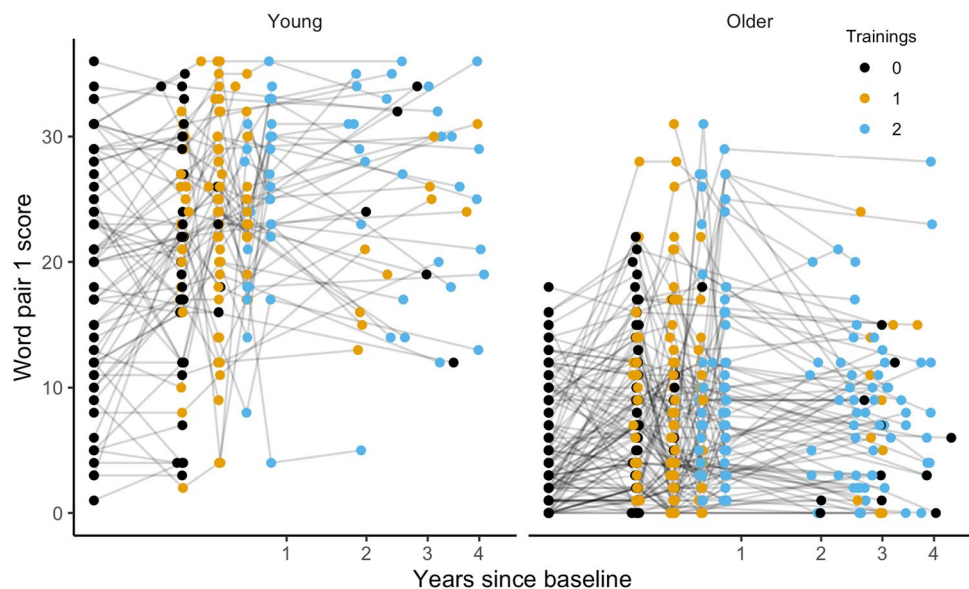 Young
Older
Trainings
0
1
2
Word pair 1 score
30
20
10
0
1 2 3 4
1 2 3 4
Years since baseline